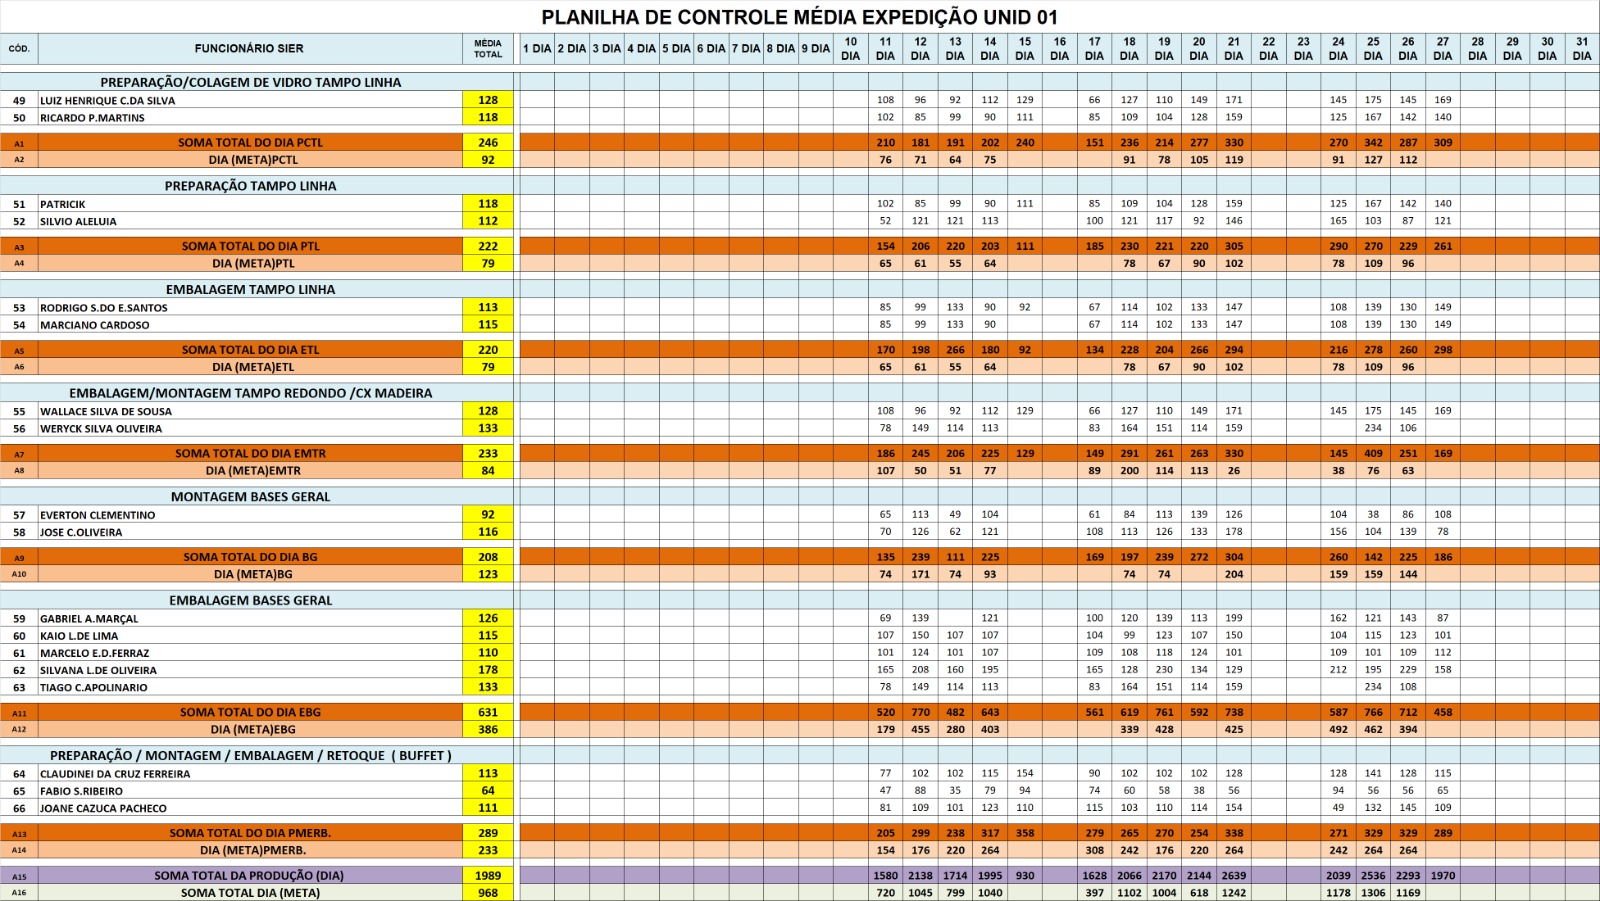 PLANILHA DE CONTROLE MÉDIA EXPEDIÇÃO UNID 01
CÓD. FUNCIONÁRIO SIER MÉDIA TOTAL 1 DIA 2 DIA 3 DIA 4 DIA 5 DIA 6 DIA 7 DIA 8 DIA 9 DIA 10 DIA 11 DIA 12 DIA 13 DIA 14 DIA 15 DIA 16 DIA 17 DIA 18 DIA 19 DIA 20 DIA 21 DIA 22 DIA 23 DIA 24 DIA 25 DIA 26 DIA 27 DIA 28 DIA 29 DIA 30 DIA 31 DIA
PREPARAÇÃO/COLAGEM DE VIDRO TAMPO LINHA
49 LUIZ HENRIQUE C.DA SILVA 128 108 96 92 112 129 66 127 110 149 171 145 175 145 169
50 RICARDO P.MARTINS 118 102 85 99 90 111 85 109 104 128 159 125 167 142 140
A1 SOMA TOTAL DO DIA PCTL 246 210 181 191 202 240 151 236 214 277 330 270 342 287 309
A2 DIA (META)PCTL 92 76 71 64 75 91 78 105 119 91 127 112
PREPARAÇÃO TAMPO LINHA
51 PATRICIK 118 102 85 99 90 111 85 109 104 128 159 125 167 142 140
52 SILVIO ALELUIA 112 52 121 121 113 100 121 117 92 146 165 103 87 121
A3 SOMA TOTAL DO DIA PTL 222 154 206 220 203 111 185 230 221 220 305 290 270 229 261
A4 DIA (META)PTL 79 65 61 55 64 78 67 90 102 78 109 96
EMBALAGEM TAMPO LINHA
53 RODRIGO S.DO E.SANTOS 113 85 99 133 90 92 67 114 102 133 147 108 139 130 149
54 MARCIANO CARDOSO 115 85 99 133 90 67 114 102 133 147 108 139 130 149
A5 SOMA TOTAL DO DIA ETL 220 170 198 266 180 92 134 228 204 266 294 216 278 260 298
A6 DIA (META)ETL 79 65 61 55 64 78 67 90 102 78 109 96
EMBALAGEM/MONTAGEM TAMPO REDONDO /CX MADEIRA
55 WALLACE SILVA DE SOUSA 128 108 96 92 112 129 66 127 110 149 171 145 175 145 169
56 WERYCK SILVA OLIVEIRA 133 78 149 114 113 83 164 151 114 159 234 106
A7 SOMA TOTAL DO DIA EMTR 233 186 245 206 225 129 149 291 261 263 330 145 409 251 169
A8 DIA (META)EMTR 84 107 50 51 77 89 200 114 113 26 38 76 63
MONTAGEM BASES GERAL
57 EVERTON CLEMENTINO 92 65 113 49 104 61 84 113 139 126 104 38 86 108
58 JOSE C.OLIVEIRA 116 70 126 62 121 108 113 126 133 178 156 104 139 78
A9 SOMA TOTAL DO DIA BG 208 135 239 111 225 169 197 239 272 304 260 142 225 186
A10 DIA (META)BG 123 74 171 74 93 74 74 204 159 159 144
EMBALAGEM BASES GERAL
59 GABRIEL A.MARÇAL 126 69 139 121 100 120 139 113 199 162 121 143 87
60 KAIO L.DE LIMA 115 107 150 107 107 104 99 123 107 150 104 115 123 101
61 MARCELO E.D.FERRAZ 110 101 124 101 107 109 108 118 124 101 109 101 109 112
62 SILVANA L.DE OLIVEIRA 178 165 208 160 195 165 128 230 134 129 212 195 229 158
63 TIAGO C.APOLINARIO 133 78 149 114 113 83 164 151 114 159 234 108
A11 SOMA TOTAL DO DIA EBG 631 520 770 482 643 561 619 761 592 738 587 766 712 458
A12 DIA (META)EBG 386 179 455 280 403 339 428 425 492 462 394
PREPARAÇÃO / MONTAGEM / EMBALAGEM / RETOQUE ( BUFFET )
64 CLAUDINEI DA CRUZ FERREIRA 113 77 102 102 115 154 90 102 102 102 128 128 141 128 115
65 FABIO S.RIBEIRO 64 47 88 35 79 94 74 60 58 38 56 94 56 56 65
66 JOANE CAZUCA PACHECO 111 81 109 101 123 110 115 103 110 114 154 49 132 145 109
A13 SOMA TOTAL DO DIA PMERB. 289 205 299 238 317 358 279 265 270 254 338 271 329 329 289
A14 DIA (META)PMERB. 233 154 176 220 264 308 242 176 220 264 242 264 264
A15 SOMA TOTAL DA PRODUÇÃO (DIA) 1989 1580 2138 1714 1995 930 1628 2066 2170 2144 2639 2039 2536 2293 1970
A16 SOMA TOTAL DIA (META) 968 720 1045 799 1040 397 1102 1004 618 1242 1178 1306 1169